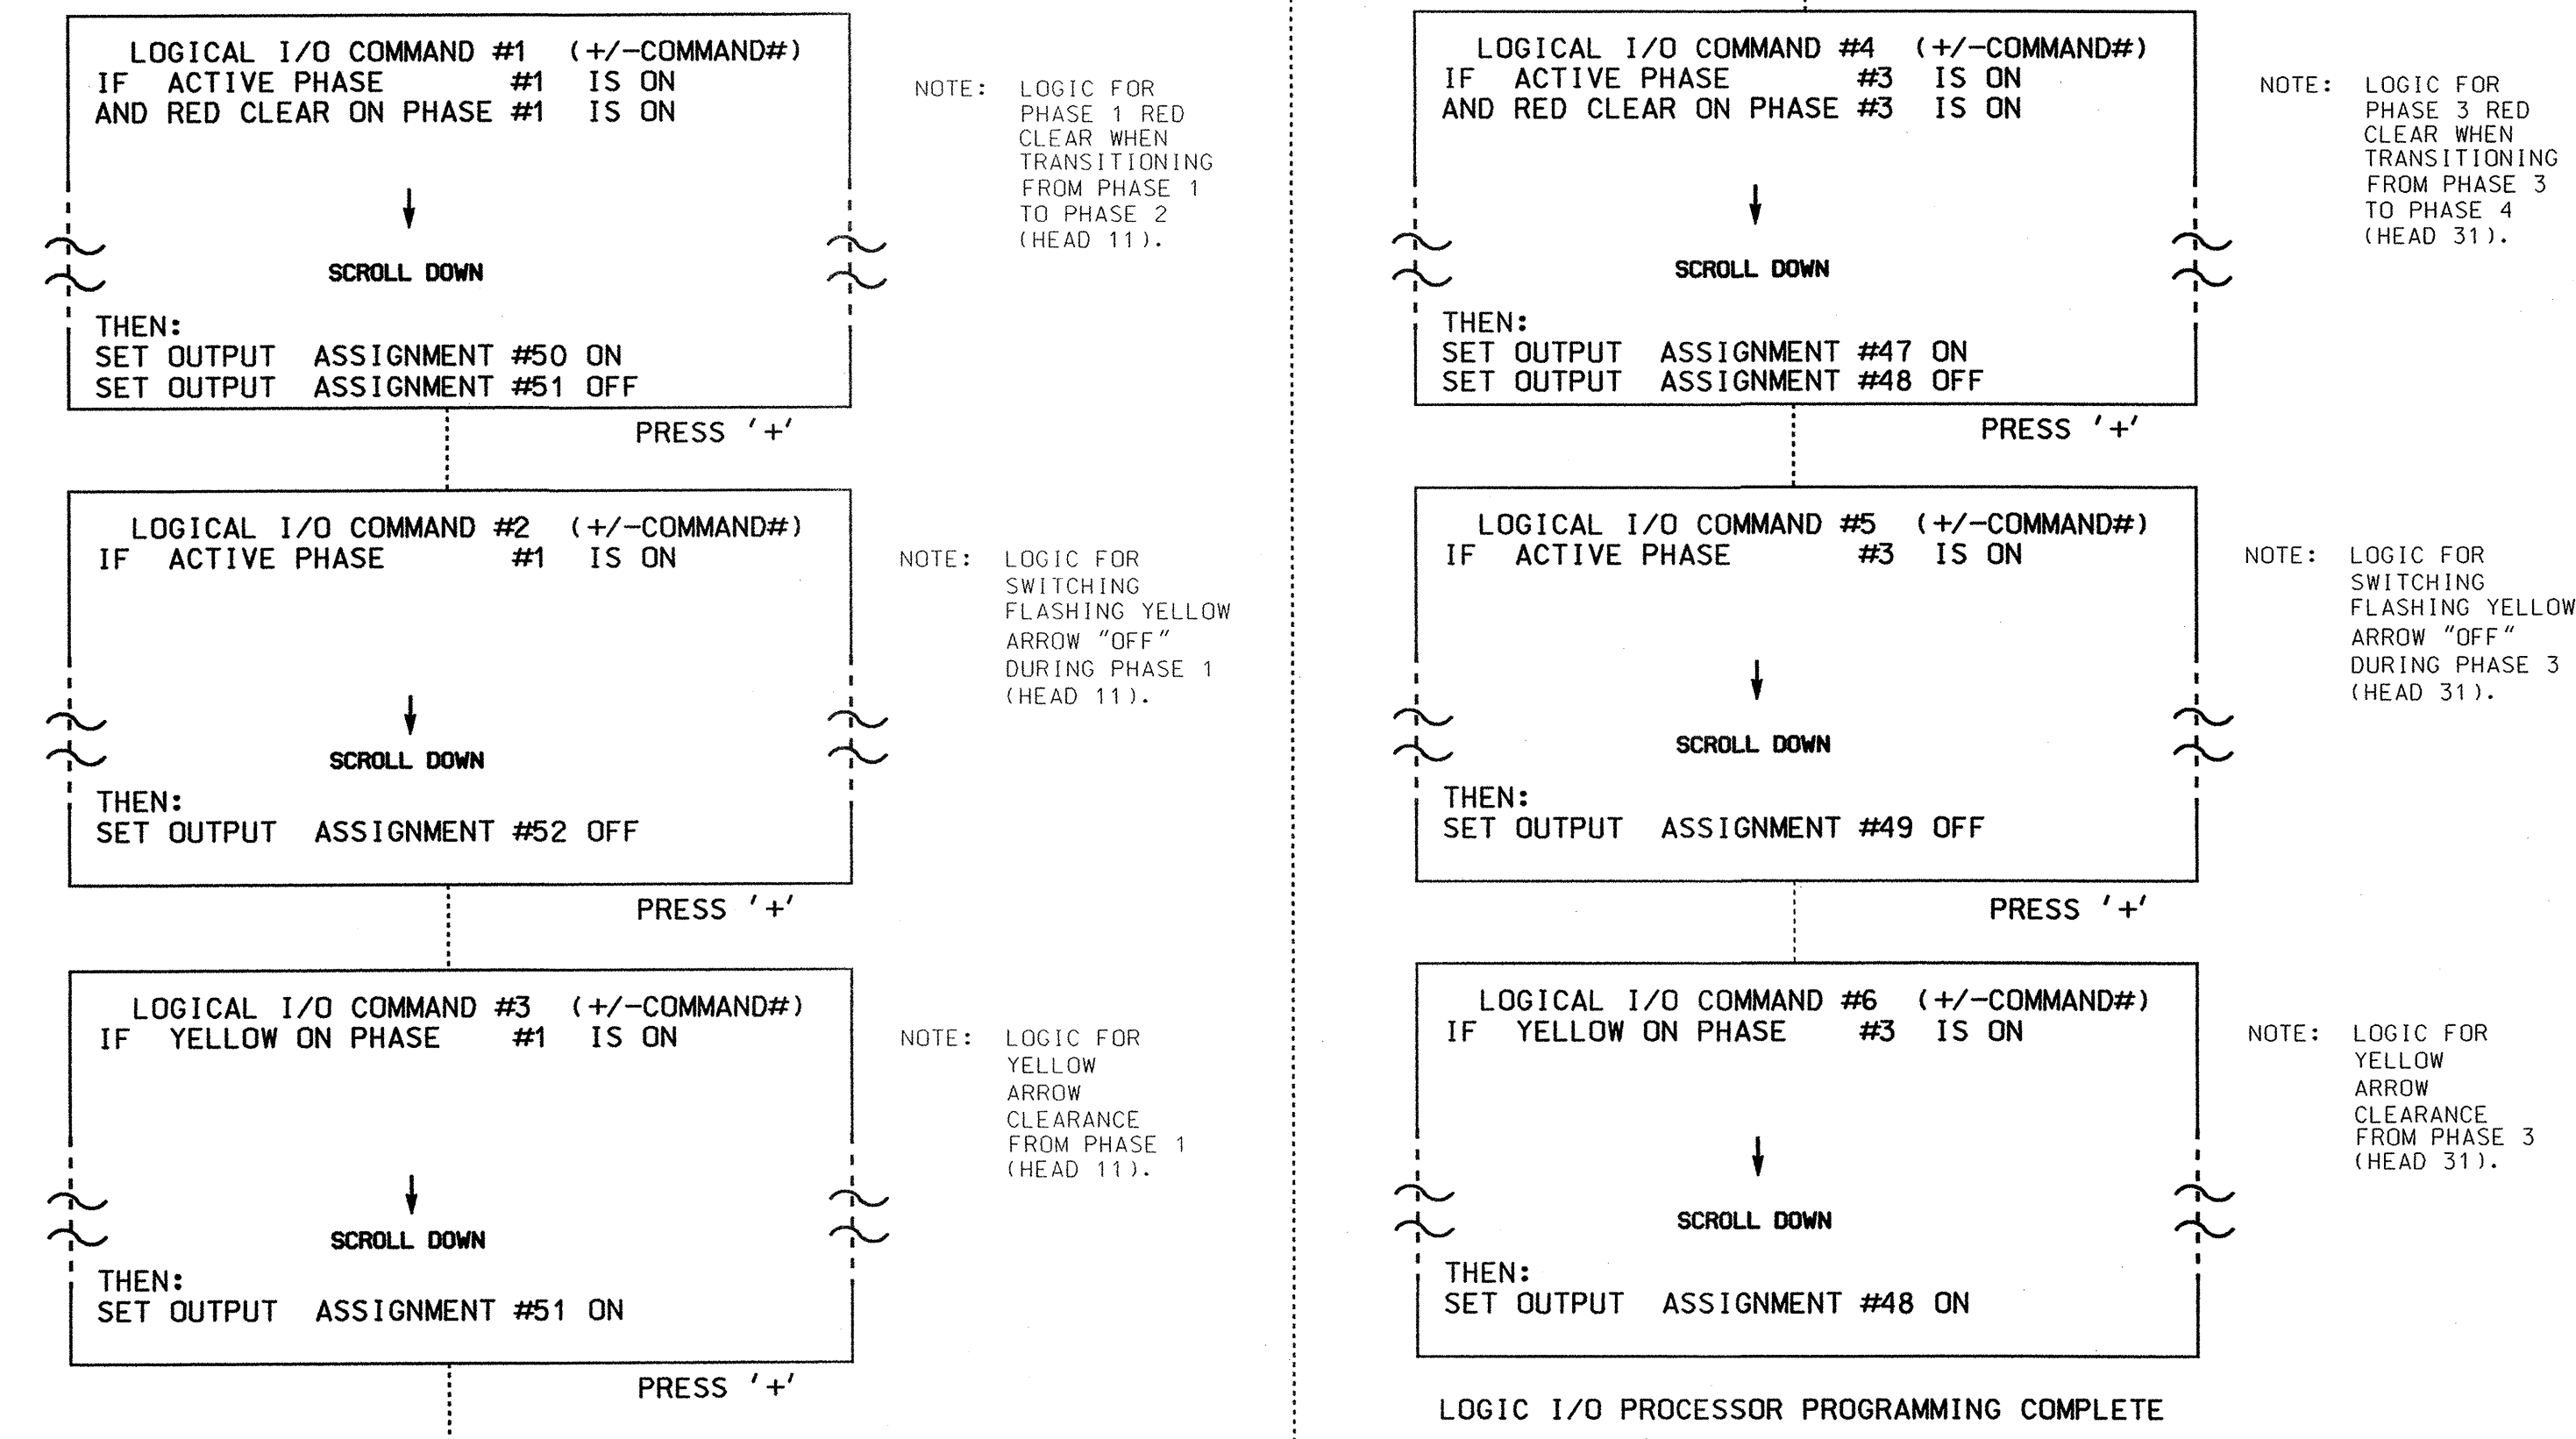 LOGICAL I/O COMMAND #1 (+/-COMMAND#)
IF ACTIVE PHASE #1 IS ON
AND RED CLEAR ON PHASE #1 IS ON
SCROLL DOWN
THEN:
SET OUTPUT ASSIGNMENT #50 ON
SET OUTPUT ASSIGNMENT #51 OFF
NOTE: LOGIC FOR
PHASE 1 RED
CLEAR WHEN
TRANSITIONING
FROM PHASE 1
TO PHASE 2
(HEAD 11).
PRESS '+'
LOGICAL I/O COMMAND #2 (+/-COMMAND#)
IF ACTIVE PHASE #1 IS ON
SCROLL DOWN
THEN:
SET OUTPUT ASSIGNMENT #52 OFF
NOTE: LOGIC FOR
SWITCHING
FLASHING YELLOW
ARROW "OFF"
DURING PHASE 1
(HEAD 11).
PRESS '+'
LOGICAL I/O COMMAND #3 (+/-COMMAND#)
IF YELLOW ON PHASE #1 IS ON
SCROLL DOWN
THEN:
SET OUTPUT ASSIGNMENT #51 ON
NOTE: LOGIC FOR
YELLOW
ARROW
CLEARANCE
FROM PHASE 1
(HEAD 11).
PRESS '+'
LOGICAL I/O COMMAND #4 (+/-COMMAND#)
IF ACTIVE PHASE #3 IS ON
AND RED CLEAR ON PHASE #3 IS ON
SCROLL DOWN
THEN:
SET OUTPUT ASSIGNMENT #47 ON
SET OUTPUT ASSIGNMENT #48 OFF
NOTE: LOGIC FOR
PHASE 3 RED
CLEAR WHEN
TRANSITIONING
FROM PHASE 3
TO PHASE 4
(HEAD 31).
PRESS '+'
LOGICAL I/O COMMAND #5 (+/-COMMAND#)
IF ACTIVE PHASE #3 IS ON
SCROLL DOWN
THEN:
SET OUTPUT ASSIGNMENT #49 OFF
NOTE: LOGIC FOR
SWITCHING
FLASHING YELLOW
ARROW "OFF"
DURING PHASE 3
(HEAD 31).
PRESS '+'
LOGICAL I/O COMMAND #6 (+/-COMMAND#)
IF YELLOW ON PHASE #3 IS ON
SCROLL DOWN
THEN:
SET OUTPUT ASSIGNMENT #48 ON
NOTE: LOGIC FOR
YELLOW
ARROW
CLEARANCE
FROM PHASE 3
(HEAD 31).
LOGIC I/O PROCESSOR PROGRAMMING COMPLETE